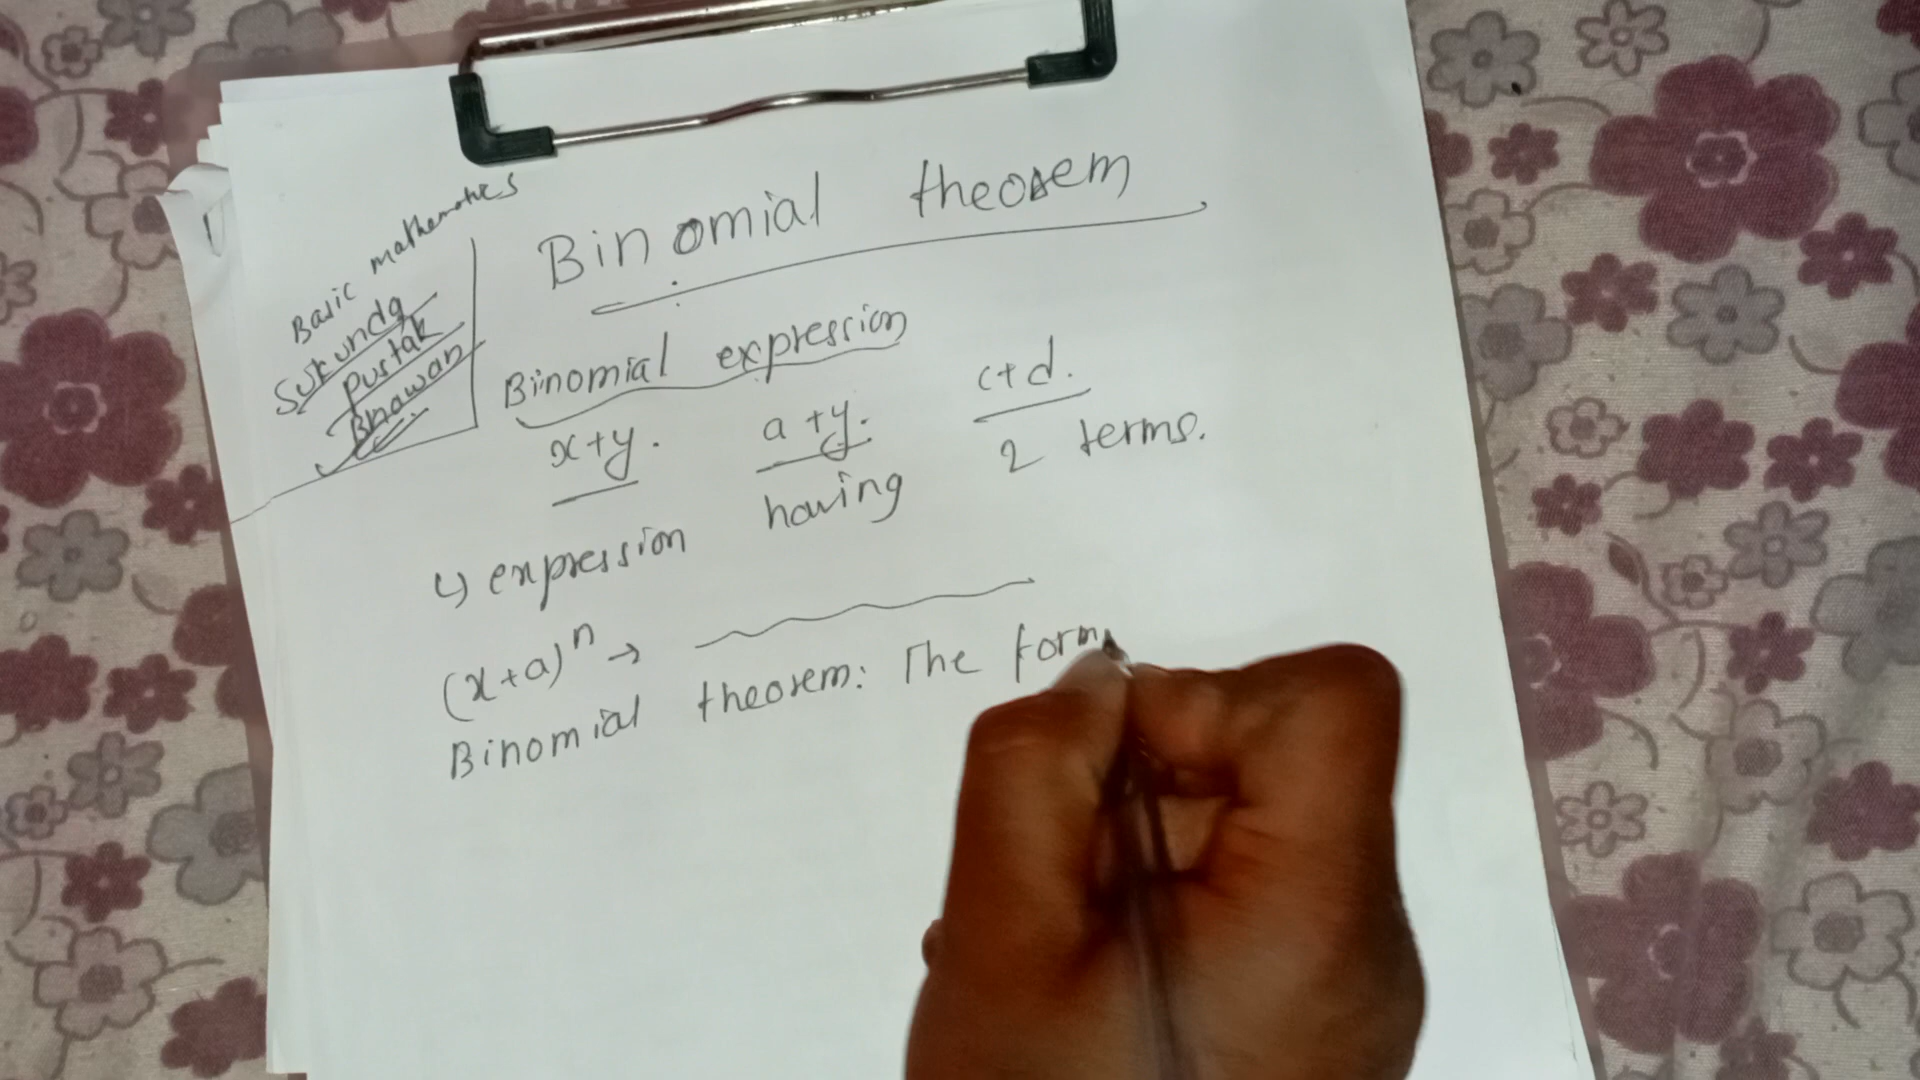 Basic mathematics
Sukunda
Pustak
Bhawan
Binomial theorem
Binomial expression
x+y. a+y. c+d.
↳ expression having 2 terms.
(x+a)^n →
Binomial theorem: The form